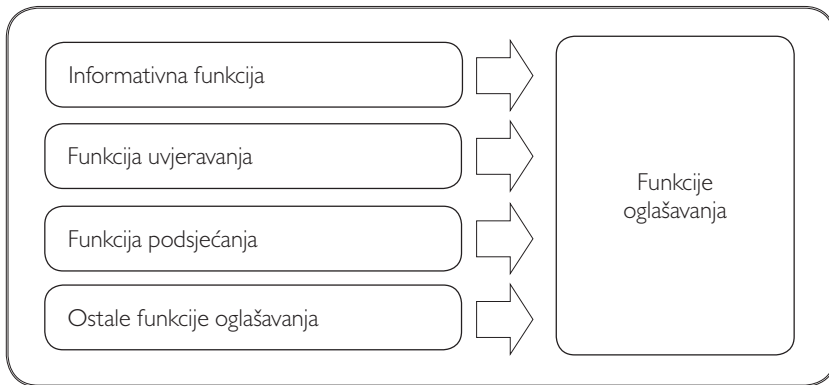 Informativna funkcija
Funkcija uvjeravanja
Funkcija podsjećanja
Ostale funkcije oglašavanja
Funkcije
oglašavanja